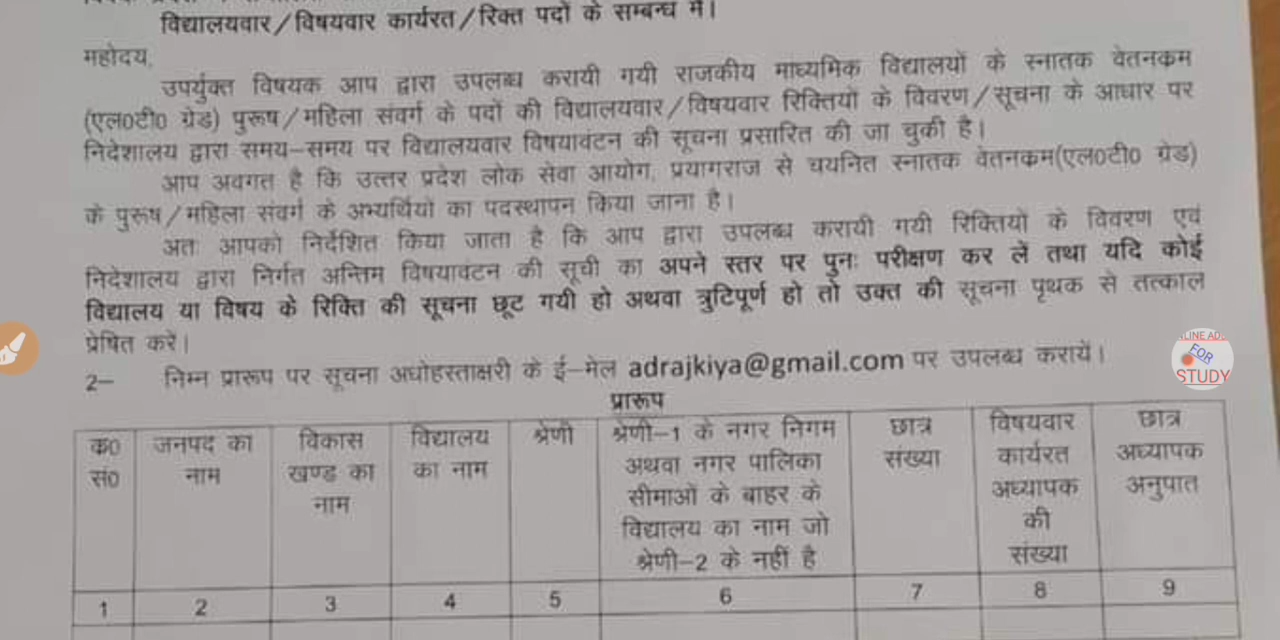 विद्यालयवार/विषयवार कार्यरत/रिक्त पदों के सम्बन्ध में।
महोदय,
उपर्युक्त विषयक आप द्वारा उपलब्ध करायी गयी राजकीय माध्यमिक विद्यालयों के स्नातक वेतनक्रम
(एल0टी0 ग्रेड) पुरूष/महिला संवर्ग के पदों की विद्यालयवार/विषयवार रिक्तियों के विवरण/सूचना के आधार पर
निदेशालय द्वारा समय–समय पर विद्यालयवार विषयावंटन की सूचना प्रसारित की जा चुकी है।
आप अवगत है कि उत्तर प्रदेश लोक सेवा आयोग, प्रयागराज से चयनित स्नातक वेतनक्रम(एल0टी0 ग्रेड)
के पुरूष/महिला संवर्ग के अभ्यर्थियों का पदस्थापन किया जाना है।
अतः आपको निर्देशित किया जाता है कि आप द्वारा उपलब्ध करायी गयी रिक्तियों के विवरण एवं
निदेशालय द्वारा निर्गत अन्तिम विषयावंटन की सूची का अपने स्तर पर पुनः परीक्षण कर लें तथा यदि कोई
विद्यालय या विषय के रिक्ति की सूचना छूट गयी हो अथवा त्रुटिपूर्ण हो तो उक्त की सूचना पृथक से तत्काल
प्रेषित करें।
2– निम्न प्रारूप पर सूचना अधोहस्ताक्षरी के ई–मेल adrajkiya@gmail.com पर उपलब्ध करायें।
प्रारूप
क्र0 सं0
जनपद का नाम
विकास खण्ड का नाम
विद्यालय का नाम
श्रेणी
श्रेणी–1 के नगर निगम अथवा नगर पालिका सीमाओं के बाहर के विद्यालय का नाम जो श्रेणी–2 के नहीं है
छात्र संख्या
विषयवार कार्यरत अध्यापक की संख्या
छात्र अध्यापक अनुपात
1 2 3 4 5 6 7 8 9
FOR
STUDY